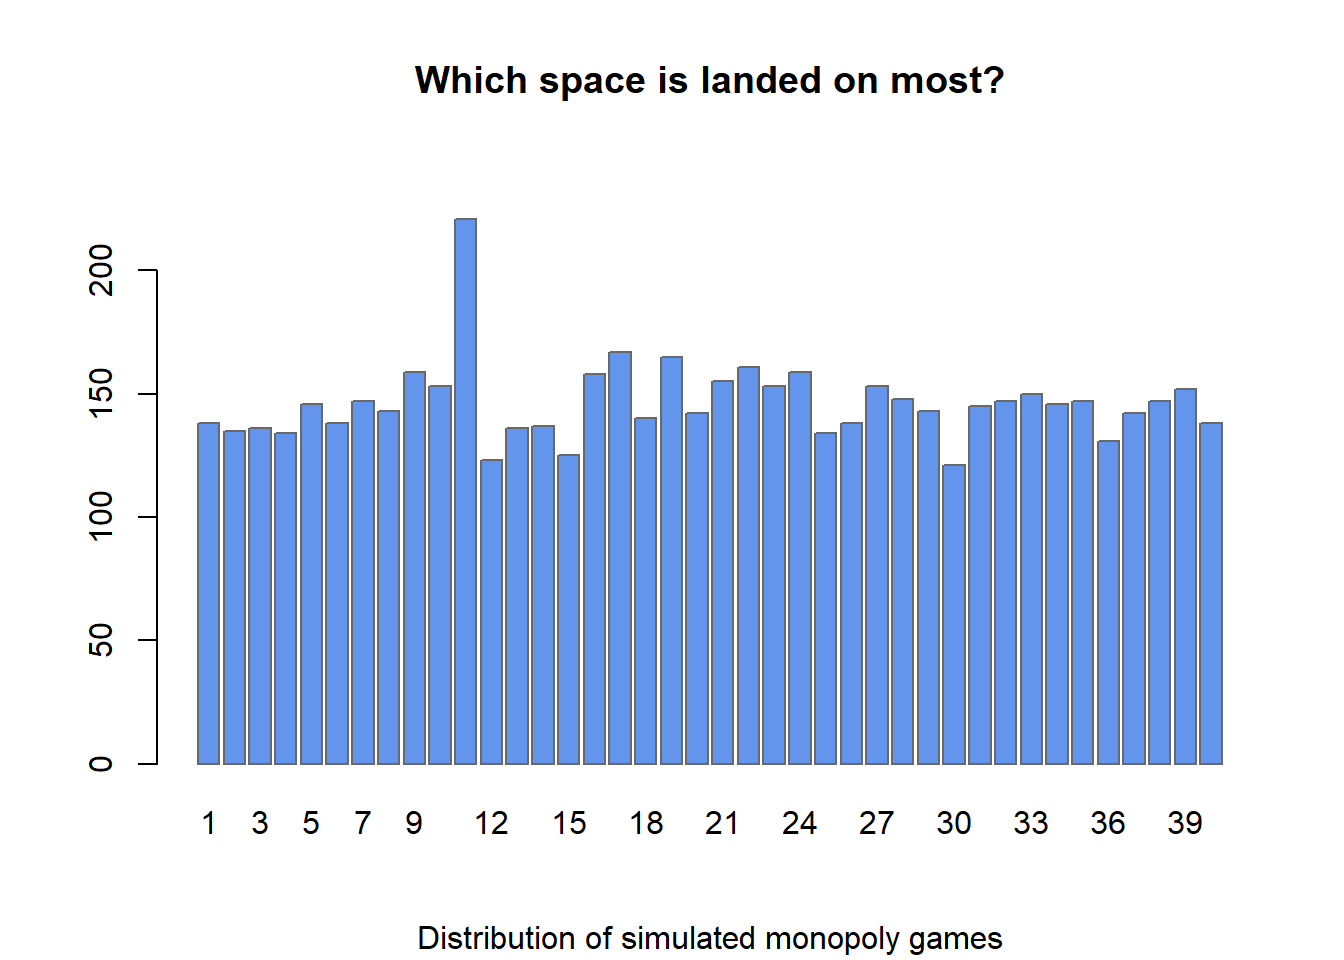 Which space is landed on most?
200
150
100
50
0
1 3 5 7 9 12 15 18 21 24 27 30 33 36 39
Distribution of simulated monopoly games